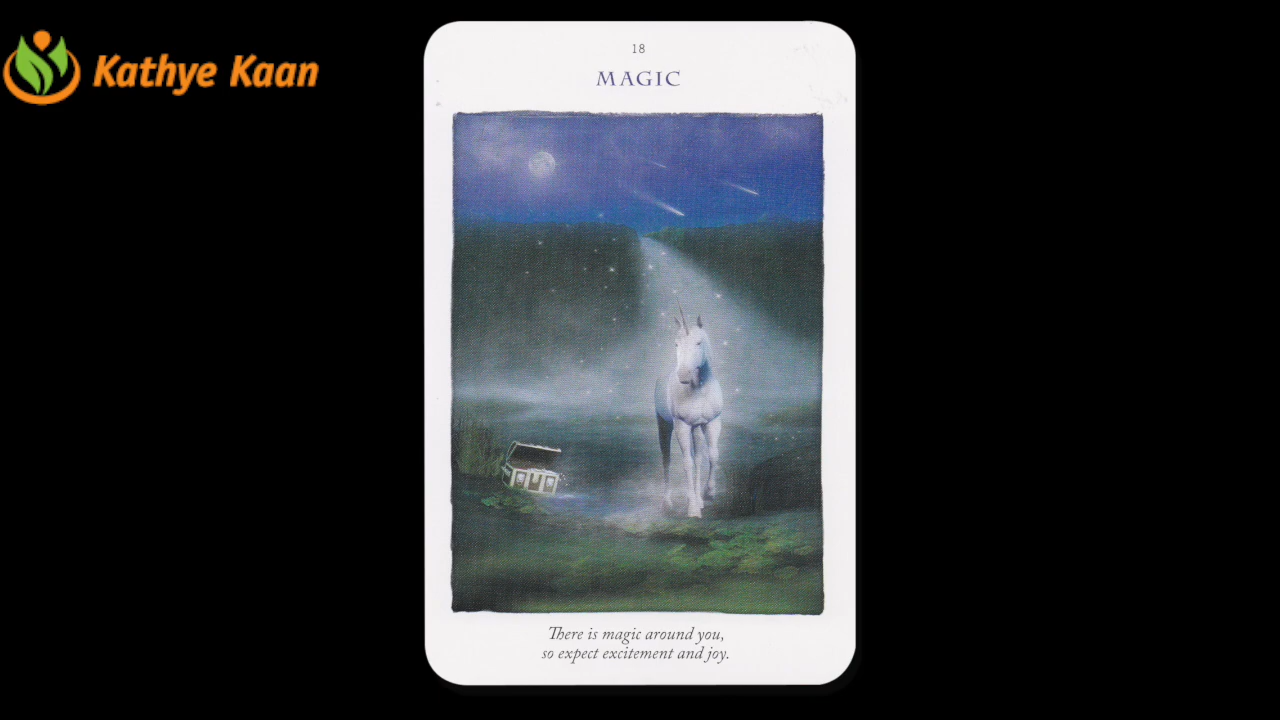 Kathye Kaan
18
MAGIC
There is magic around you,
so expect excitement and joy.